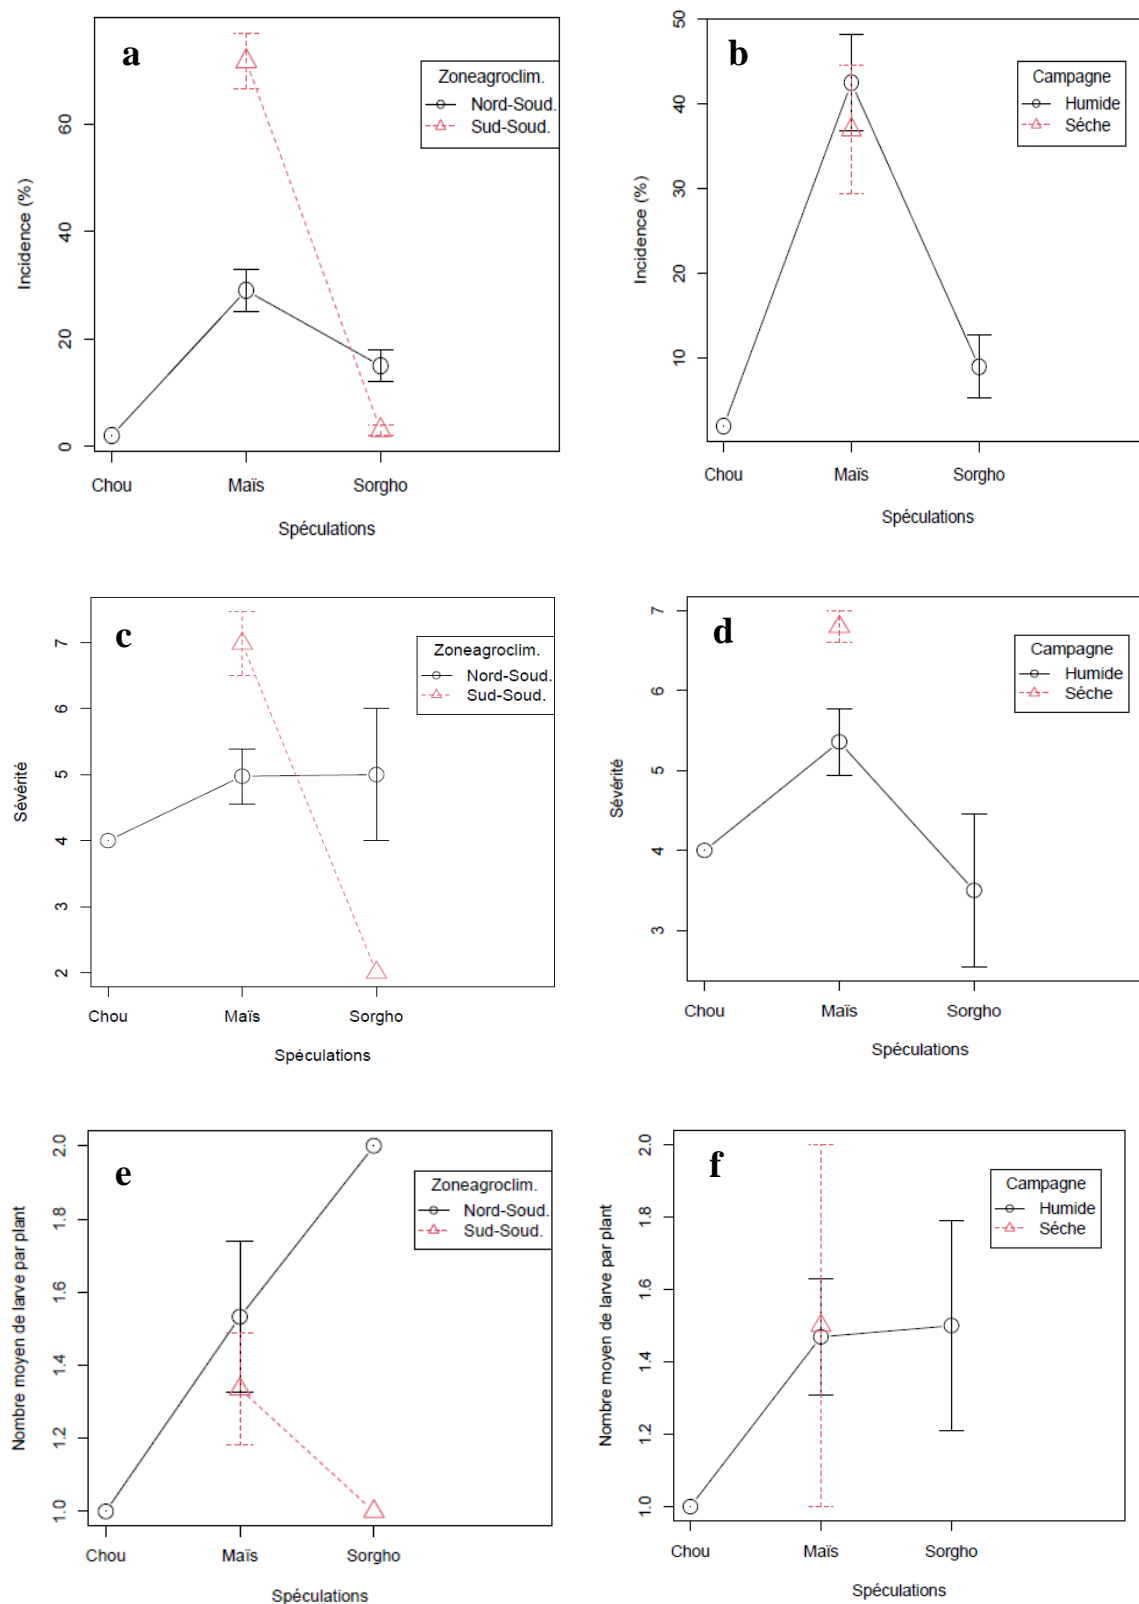 a
Zoneagroclim.
Nord-Soud.
Sud-Soud.
Incidence (%)
60
40
20
0
Chou
Maïs
Sorgho
Spéculations
b
Campagne
Humide
Séche
Incidence (%)
50
40
30
20
10
Chou
Maïs
Sorgho
Spéculations
c
Zoneagroclim.
Nord-Soud.
Sud-Soud.
Sévérité
7
6
5
4
3
2
Chou
Maïs
Sorgho
Spéculations
d
Campagne
Humide
Séche
Sévérité
7
6
5
4
3
Chou
Maïs
Sorgho
Spéculations
e
Zoneagroclim.
Nord-Soud.
Sud-Soud.
Nombre moyen de larve par plant
2.0
1.8
1.6
1.4
1.2
1.0
Chou
Maïs
Sorgho
Spéculations
f
Campagne
Humide
Séche
Nombre moyen de larve par plant
2.0
1.8
1.6
1.4
1.2
1.0
Chou
Maïs
Sorgho
Spéculations